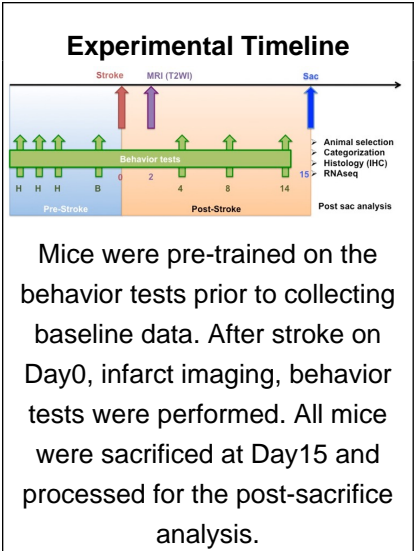 Experimental Timeline
Stroke MRI (T2WI) Sac
Behavior tests
H H H B 0 2 4 8 14 15
Pre-Stroke Post-Stroke
➢ Animal selection
➢ Categorization
➢ Histology (IHC)
➢ RNAseq
Post sac analysis
Mice were pre-trained on the
behavior tests prior to collecting
baseline data. After stroke on
Day0, infarct imaging, behavior
tests were performed. All mice
were sacrificed at Day15 and
processed for the post-sacrifice
analysis.